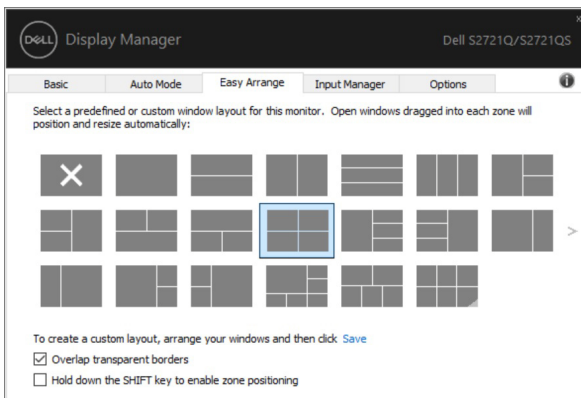 DELL Display Manager Dell S2721Q/S2721QS
Basic Auto Mode Easy Arrange Input Manager Options
Select a predefined or custom window layout for this monitor. Open windows dragged into each zone will
position and resize automatically:
To create a custom layout, arrange your windows and then click Save
Overlap transparent borders
Hold down the SHIFT key to enable zone positioning